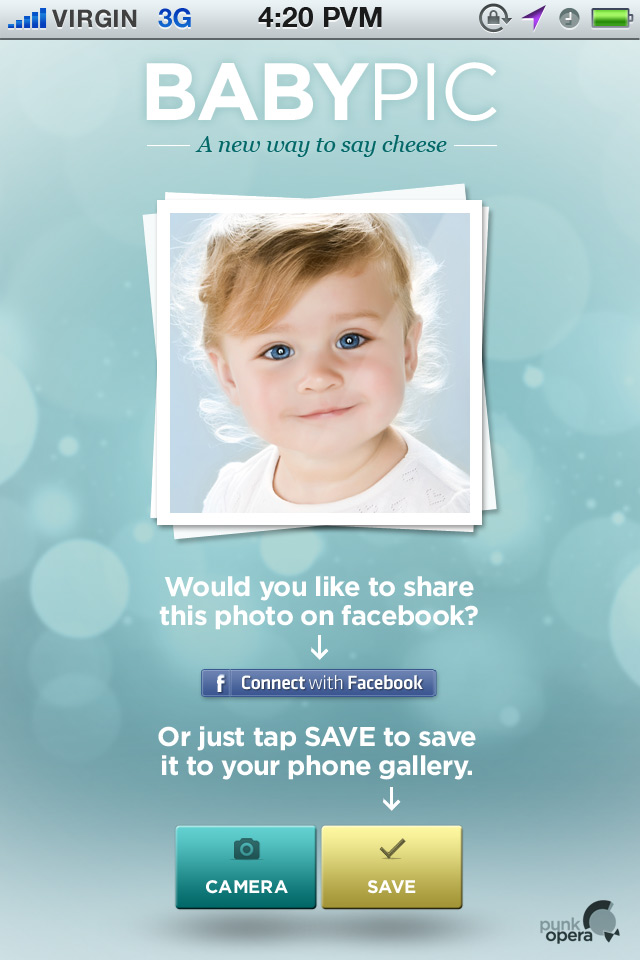 VIRGIN 3G 4:20 PVM
BABYPIC
A new way to say cheese
Would you like to share
this photo on facebook?
f Connect with Facebook
Or just tap SAVE to save
it to your phone gallery.
CAMERA SAVE
punk
opera